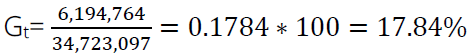 Gₜ= 6,194,764 / 34,723,097 = 0.1784 ∗ 100 = 17.84%